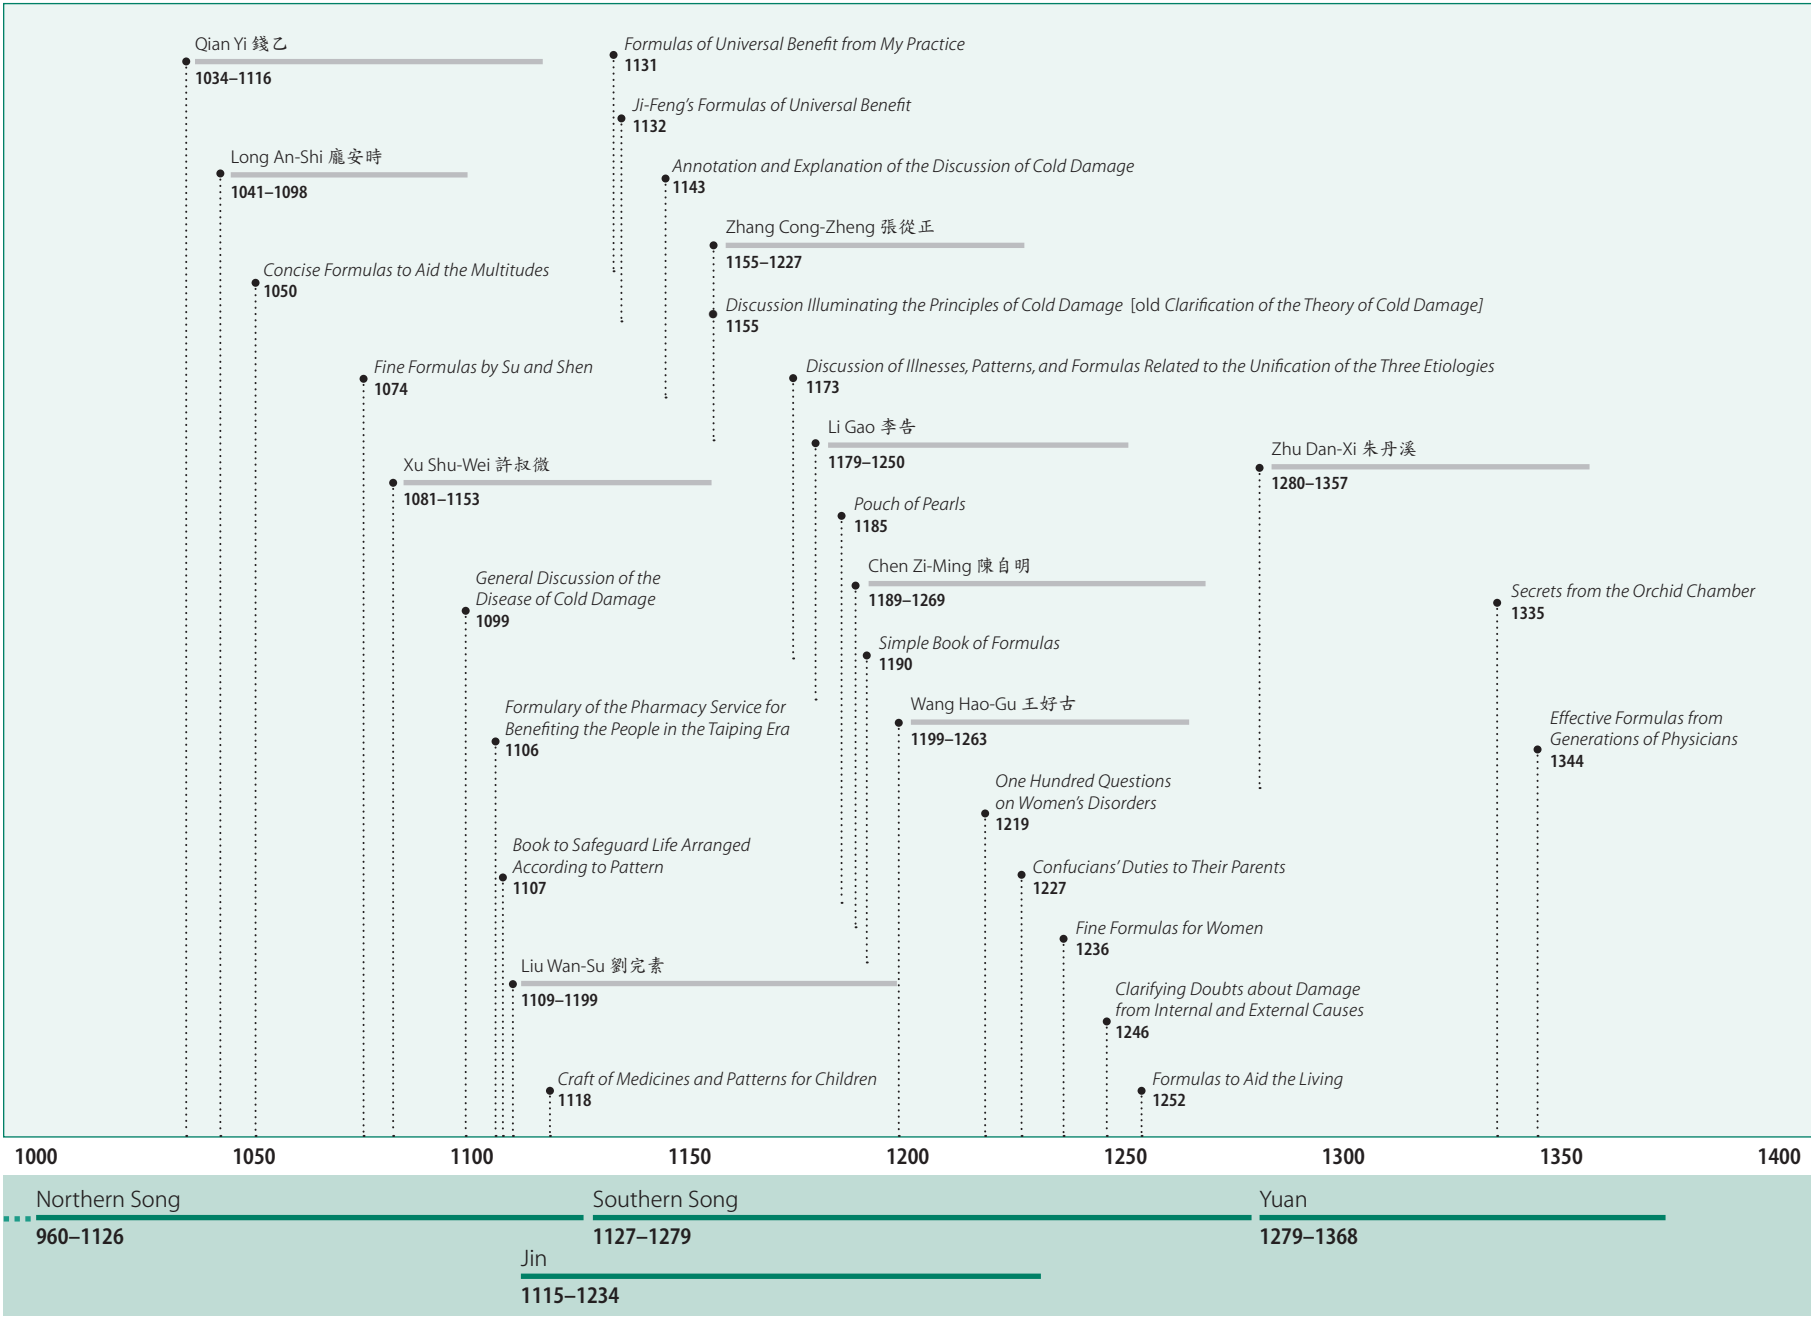 Qian Yi 錢乙
1034–1116
Long An-Shi 龐安時
1041–1098
Concise Formulas to Aid the Multitudes
1050
Fine Formulas by Su and Shen
1074
Xu Shu-Wei 許叔微
1081–1153
General Discussion of the
Disease of Cold Damage
1099
Formulary of the Pharmacy Service for
Benefiting the People in the Taiping Era
1106
Book to Safeguard Life Arranged
According to Pattern
1107
Liu Wan-Su 劉完素
1109–1199
Craft of Medicines and Patterns for Children
1118
Formulas of Universal Benefit from My Practice
1131
Ji-Feng's Formulas of Universal Benefit
1132
Annotation and Explanation of the Discussion of Cold Damage
1143
Zhang Cong-Zheng 張從正
1155–1227
Discussion Illuminating the Principles of Cold Damage [old Clarification of the Theory of Cold Damage]
1155
Discussion of Illnesses, Patterns, and Formulas Related to the Unification of the Three Etiologies
1173
Li Gao 李告
1179–1250
Pouch of Pearls
1185
Chen Zi-Ming 陳自明
1189–1269
Simple Book of Formulas
1190
Wang Hao-Gu 王好古
1199–1263
One Hundred Questions
on Women's Disorders
1219
Confucians' Duties to Their Parents
1227
Fine Formulas for Women
1236
Clarifying Doubts about Damage
from Internal and External Causes
1246
Formulas to Aid the Living
1252
Zhu Dan-Xi 朱丹溪
1280–1357
Secrets from the Orchid Chamber
1335
Effective Formulas from
Generations of Physicians
1344
1000 1050 1100 1150 1200 1250 1300 1350 1400
Northern Song
960–1126
Southern Song
1127–1279
Yuan
1279–1368
Jin
1115–1234